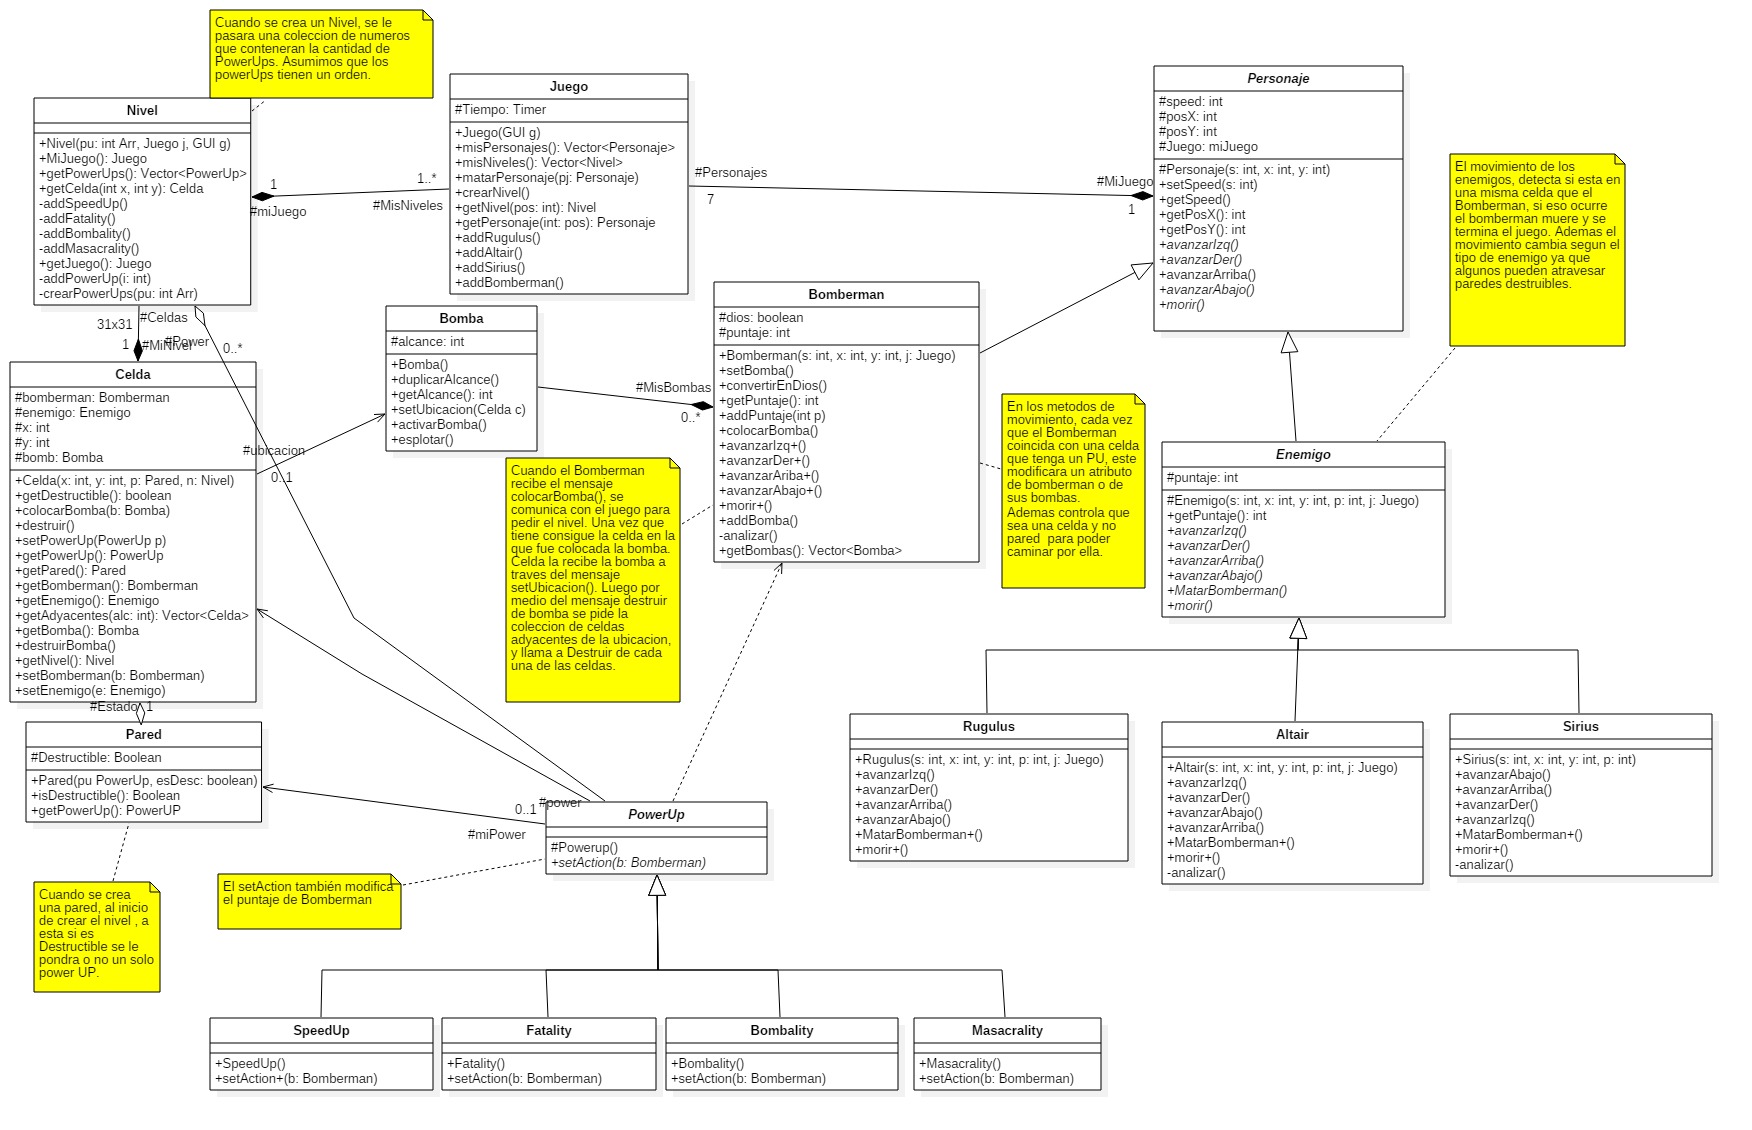 Cuando se crea un Nivel, se le
pasara una coleccion de numeros
que conteneran la cantidad de
PowerUps. Asumimos que los
powerUps tienen un orden.
Nivel
+Nivel(pu: int Arr, Juego j, GUI g)
+MiJuego(): Juego
+getPowerUps(): Vector<PowerUp>
+getCelda(int x, int y): Celda
-addSpeedUp()
-addFatality()
-addBombality()
-addMasacrality()
+getJuego(): Juego
-addPowerUp(i: int)
-crearPowerUps(pu: int Arr)
1
#miJuego
1..*
#MisNiveles
Juego
#Tiempo: Timer
+Juego(GUI g)
+misPersonajes(): Vector<Personaje>
+misNiveles(): Vector<Nivel>
+matarPersonaje(pj: Personaje)
+crearNivel()
+getNivel(pos: int): Nivel
+getPersonaje(int: pos): Personaje
+addRugulus()
+addAltair()
+addSirius()
+addBomberman()
#Personajes
7
#MiJuego
1
Personaje
#speed: int
#posX: int
#posY: int
#Juego: miJuego
#Personaje(s: int, x: int, y: int)
+setSpeed(s: int)
+getSpeed()
+getPosX(): int
+getPosY(): int
+avanzarIzq()
+avanzarDer()
+avanzarArriba()
+avanzarAbajo()
+morir()
El movimiento de los
enemigos, detecta si esta en
una misma celda que el
Bomberman, si eso ocurre
el bomberman muere y se
termina el juego. Ademas el
movimiento cambia segun el
tipo de enemigo ya que
algunos pueden atravesar
paredes destruibles.
31x31
#Celdas
1
#MiNivel
#Power
0..*
Bomba
#alcance: int
+Bomba()
+duplicarAlcance()
+getAlcance(): int
+setUbicacion(Celda c)
+activarBomba()
+esplotar()
#MisBombas
0..*
Bomberman
#dios: boolean
#puntaje: int
+Bomberman(s: int, x: int, y: int, j: Juego)
+setBomba()
+convertirEnDios()
+getPuntaje(): int
+addPuntaje(int p)
+colocarBomba()
+avanzarIzq+()
+avanzarDer+()
+avanzarAriba+()
+avanzarAbajo+()
+morir+()
+addBomba()
-analizar()
+getBombas(): Vector<Bomba>
En los metodos de
movimiento, cada vez
que el Bomberman
coincida con una celda
que tenga un PU, este
modificara un atributo
de bomberman o de
sus bombas.
Ademas controla que
sea una celda y no
pared  para poder
caminar por ella.
Enemigo
#puntaje: int
#Enemigo(s: int, x: int, y: int, p: int, j: Juego)
+getPuntaje(): int
+avanzarIzq()
+avanzarDer()
+avanzarArriba()
+avanzarAbajo()
+MatarBomberman()
+morir()
Celda
#bomberman: Bomberman
#enemigo: Enemigo
#x: int
#y: int
#bomb: Bomba
+Celda(x: int, y: int, p: Pared, n: Nivel)
+getDestructible(): boolean
+colocarBomba(b: Bomba)
+destruir()
+setPowerUp(PowerUp p)
+getPowerUp(): PowerUp
+getPared(): Pared
+getBomberman(): Bomberman
+getEnemigo(): Enemigo
+getAdyacentes(alc: int): Vector<Celda>
+getBomba(): Bomba
+destruirBomba()
+getNivel(): Nivel
+setBomberman(b: Bomberman)
+setEnemigo(e: Enemigo)
#ubicacion
0..1
Cuando el Bomberman
recibe el mensaje
colocarBomba(), se
comunica con el juego para
pedir el nivel. Una vez que
tiene consigue la celda en la
que fue colocada la bomba.
Celda la recibe la bomba a
traves del mensaje
setUbicacion(). Luego por
medio del mensaje destruir
de bomba se pide la
coleccion de celdas
adyacentes de la ubicacion,
y llama a Destruir de cada
una de las celdas.
#Estado
1
Pared
#Destructible: Boolean
+Pared(pu PowerUp, esDesc: boolean)
+isDestructible(): Boolean
+getPowerUp(): PowerUP
0..1
#power
#miPower
PowerUp
#Powerup()
+setAction(b: Bomberman)
Rugulus
+Rugulus(s: int, x: int, y: int, p: int, j: Juego)
+avanzarIzq()
+avanzarDer()
+avanzarArriba()
+avanzarAbajo()
+MatarBomberman+()
+morir+()
Altair
+Altair(s: int, x: int, y: int, p: int, j: Juego)
+avanzarIzq()
+avanzarDer()
+avanzarAbajo()
+avanzarArriba()
+MatarBomberman+()
+morir+()
-analizar()
Sirius
+Sirius(s: int, x: int, y: int, p: int)
+avanzarAbajo()
+avanzarArriba()
+avanzarDer()
+avanzarIzq()
+MatarBomberman+()
+morir+()
-analizar()
Cuando se crea
una pared, al inicio
de crear el nivel , a
esta si es
Destructible se le
pondra o no un solo
power UP.
El setAction también modifica
el puntaje de Bomberman
SpeedUp
+SpeedUp()
+setAction+(b: Bomberman)
Fatality
+Fatality()
+setAction(b: Bomberman)
Bombality
+Bombality()
+setAction(b: Bomberman)
Masacrality
+Masacrality()
+setAction(b: Bomberman)